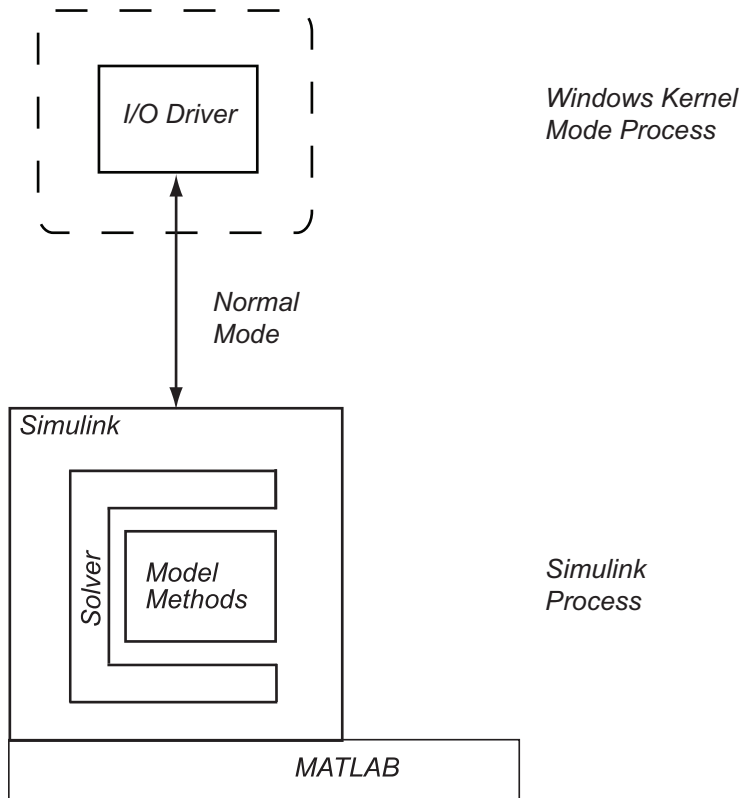 I/O Driver
Windows Kernel
Mode Process
Normal
Mode
Simulink
Solver
Model
Methods
Simulink
Process
MATLAB